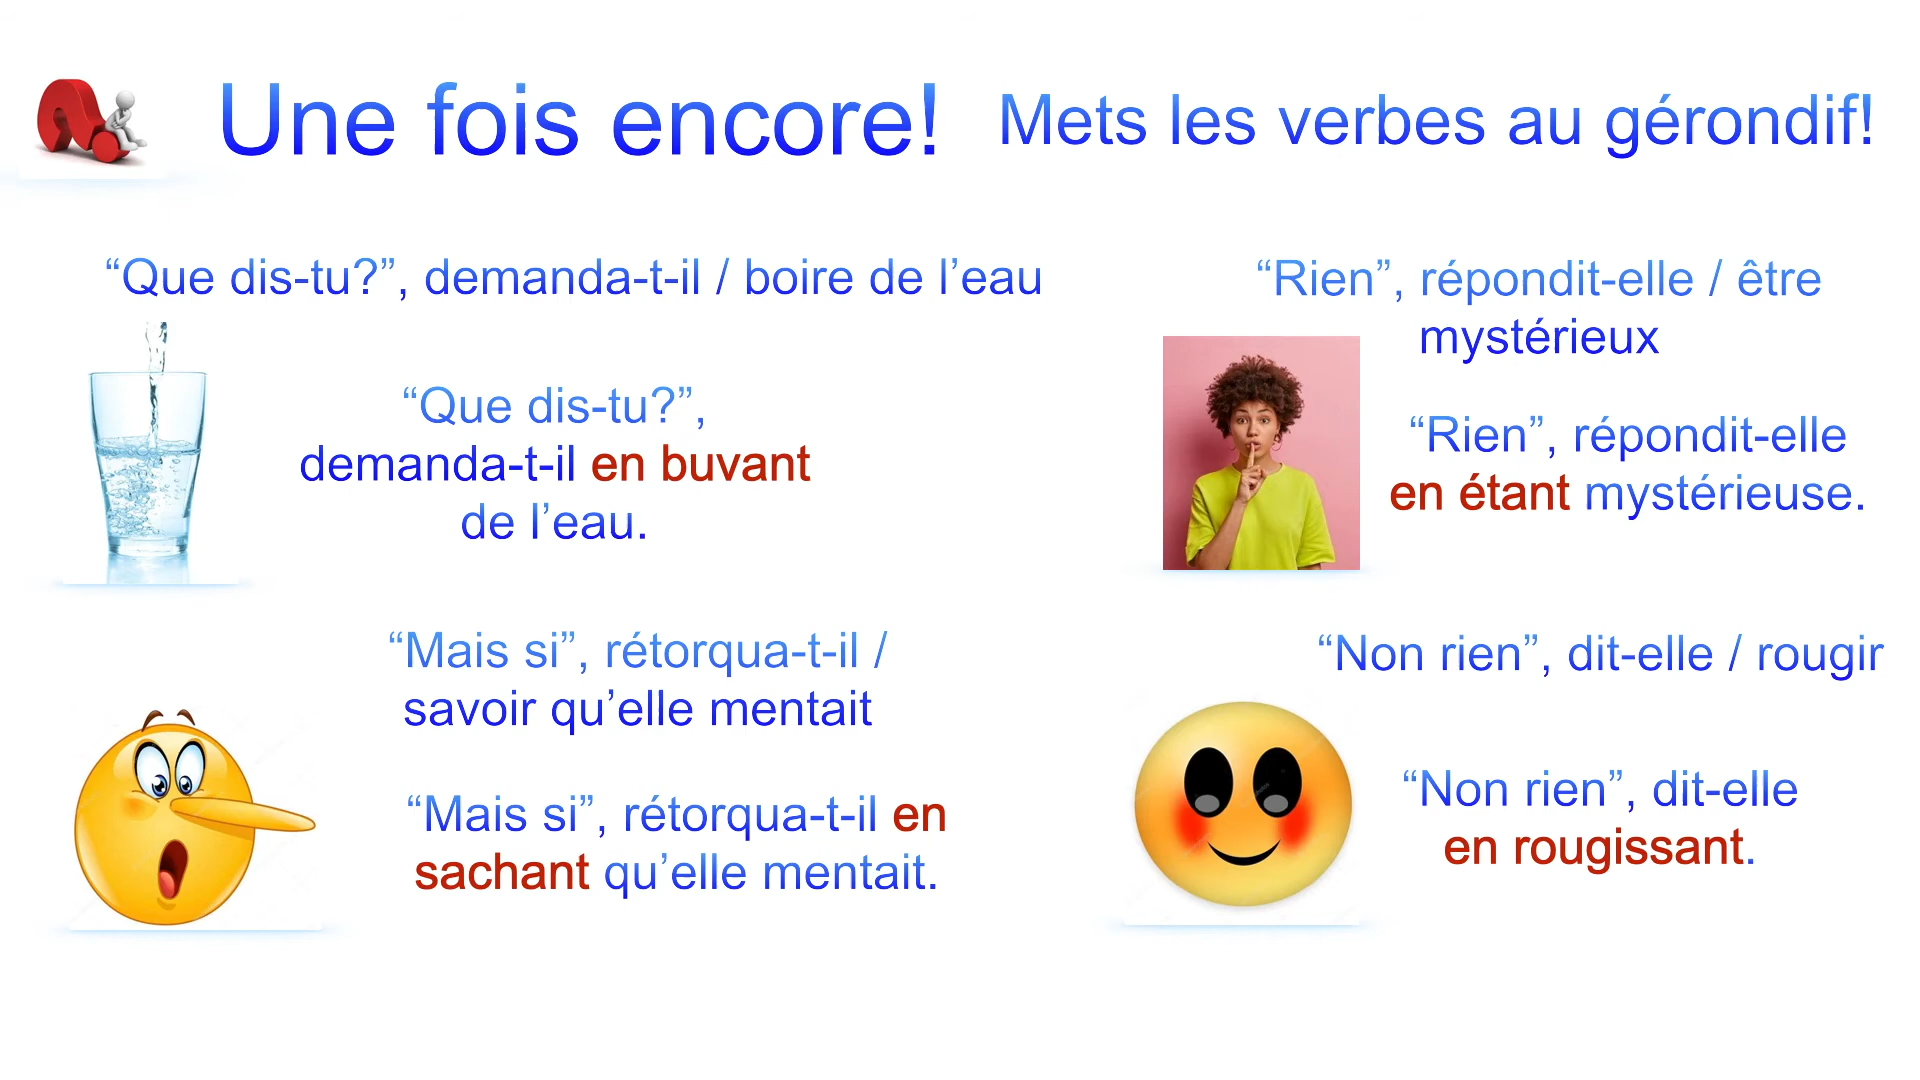 Une fois encore!
Mets les verbes au gérondif!
“Que dis-tu?”, demanda-t-il / boire de l’eau
“Que dis-tu?”,
demanda-t-il en buvant
de l’eau.
“Rien”, répondit-elle / être
mystérieux
“Rien”, répondit-elle
en étant mystérieuse.
“Mais si”, rétorqua-t-il /
savoir qu’elle mentait
“Mais si”, rétorqua-t-il en
sachant qu’elle mentait.
“Non rien”, dit-elle / rougir
“Non rien”, dit-elle
en rougissant.